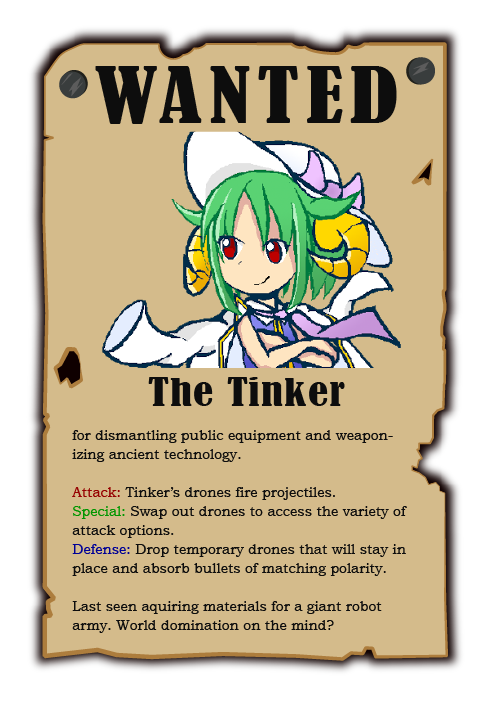 WANTED
The Tinker
for dismantling public equipment and weapon-
izing ancient technology.
Attack: Tinker's drones fire projectiles.
Special: Swap out drones to access the variety of
attack options.
Defense: Drop temporary drones that will stay in
place and absorb bullets of matching polarity.
Last seen aquiring materials for a giant robot
army. World domination on the mind?